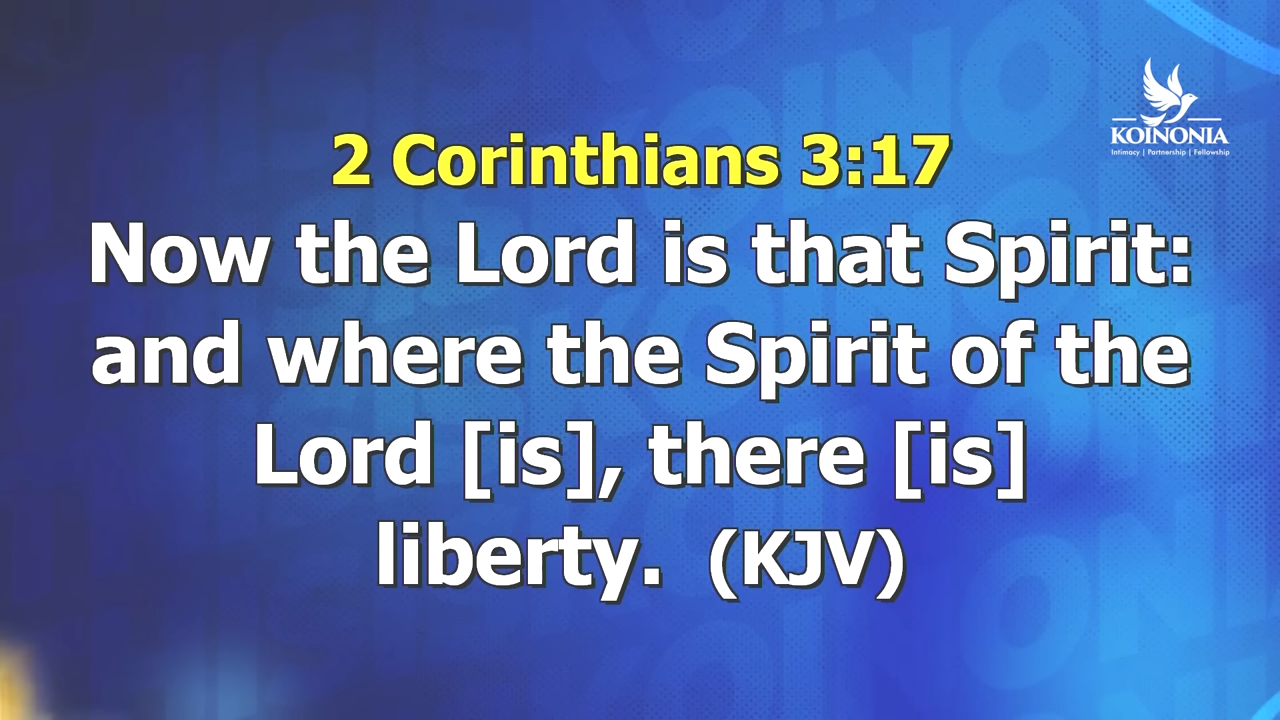 KOINONIA
Intimacy | Partnership | Fellowship
2 Corinthians 3:17
Now the Lord is that Spirit:
and where the Spirit of the
Lord [is], there [is]
liberty. (KJV)